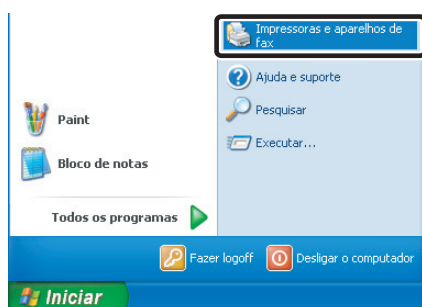 Impressoras e aparelhos de
fax
Ajuda e suporte
Pesquisar
Executar...
Paint
Bloco de notas
Todos os programas
Fazer logoff
Desligar o computador
Iniciar